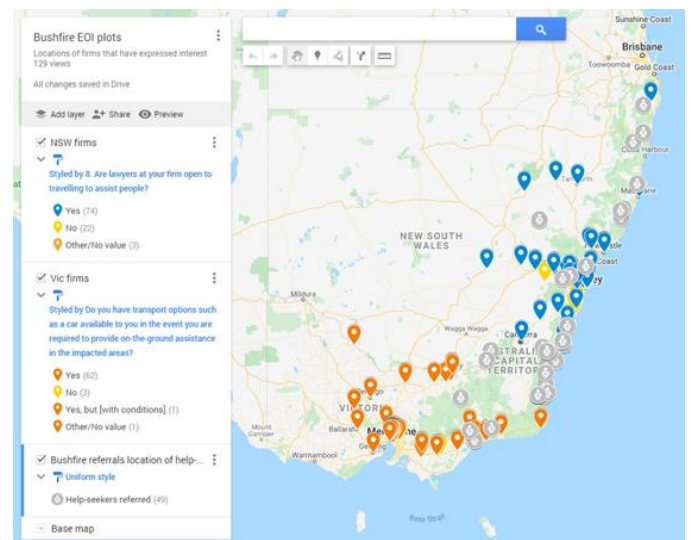 Bushfire EOI plots
Locations of firms that have expressed interest
129 views
All changes saved in Drive
Add layer
Share
Preview
NSW firms
Styled by 8. Are lawyers at your firm open to
travelling to assist people?
Yes (74)
No (22)
Other/No value (3)
Vic firms
Styled by Do you have transport options such
as a car available to you in the event you are
required to provide on-the-ground assistance
in the impacted areas?
Yes (62)
No (3)
Yes, but [with conditions] (1)
Other/No value (1)
Bushfire referrals location of help-...
Uniform style
Help-seekers referred (49)
Base map
Sunshine Coast
Brisbane
Toowoomba
Gold Coast
Harbour
NEW SOUTH
WALES
Coast
Mildura
Wagga Wagga
Mount
Gambier
Ballarat
Warrnambool
Bass Strait